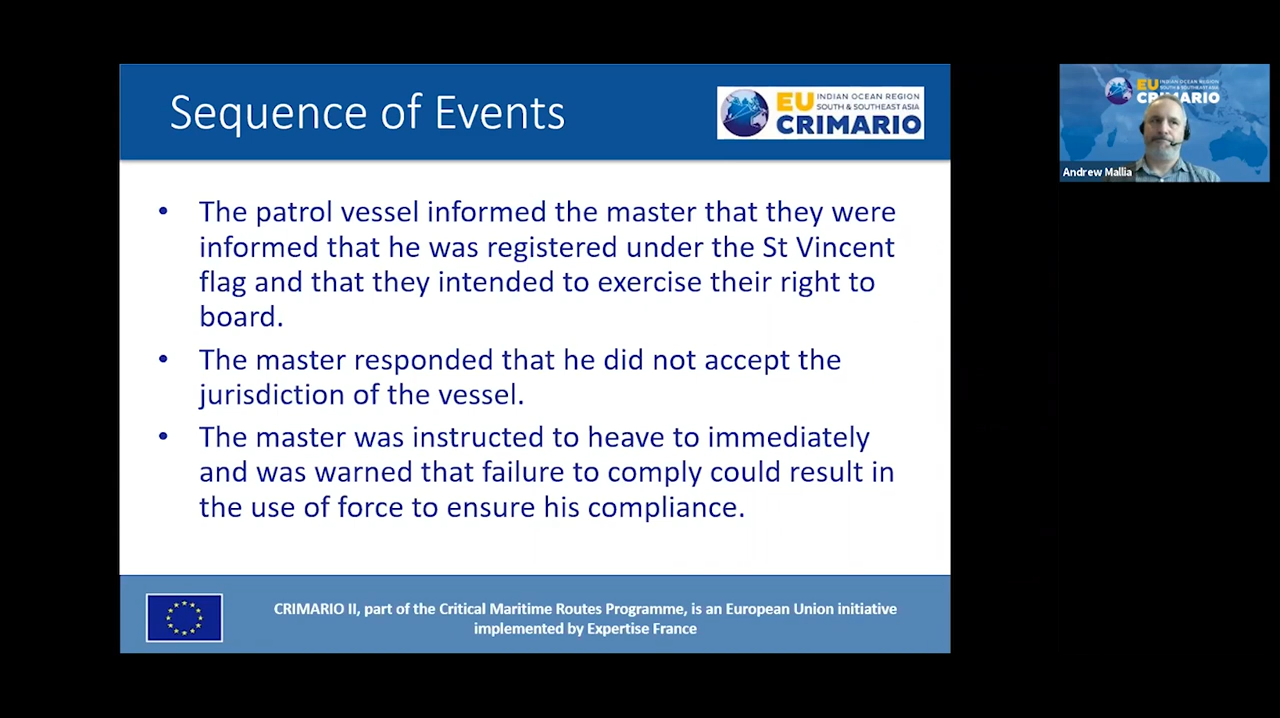 Sequence of Events
EU INDIAN OCEAN REGION
SOUTH & SOUTHEAST ASIA
CRIMARIO
• The patrol vessel informed the master that they were
informed that he was registered under the St Vincent
flag and that they intended to exercise their right to
board.
• The master responded that he did not accept the
jurisdiction of the vessel.
• The master was instructed to heave to immediately
and was warned that failure to comply could result in
the use of force to ensure his compliance.
CRIMARIO II, part of the Critical Maritime Routes Programme, is an European Union initiative
implemented by Expertise France
EU INDIAN OCEAN REGION
SOUTH & SOUTHEAST ASIA
CRIMARIO
Andrew Mallia